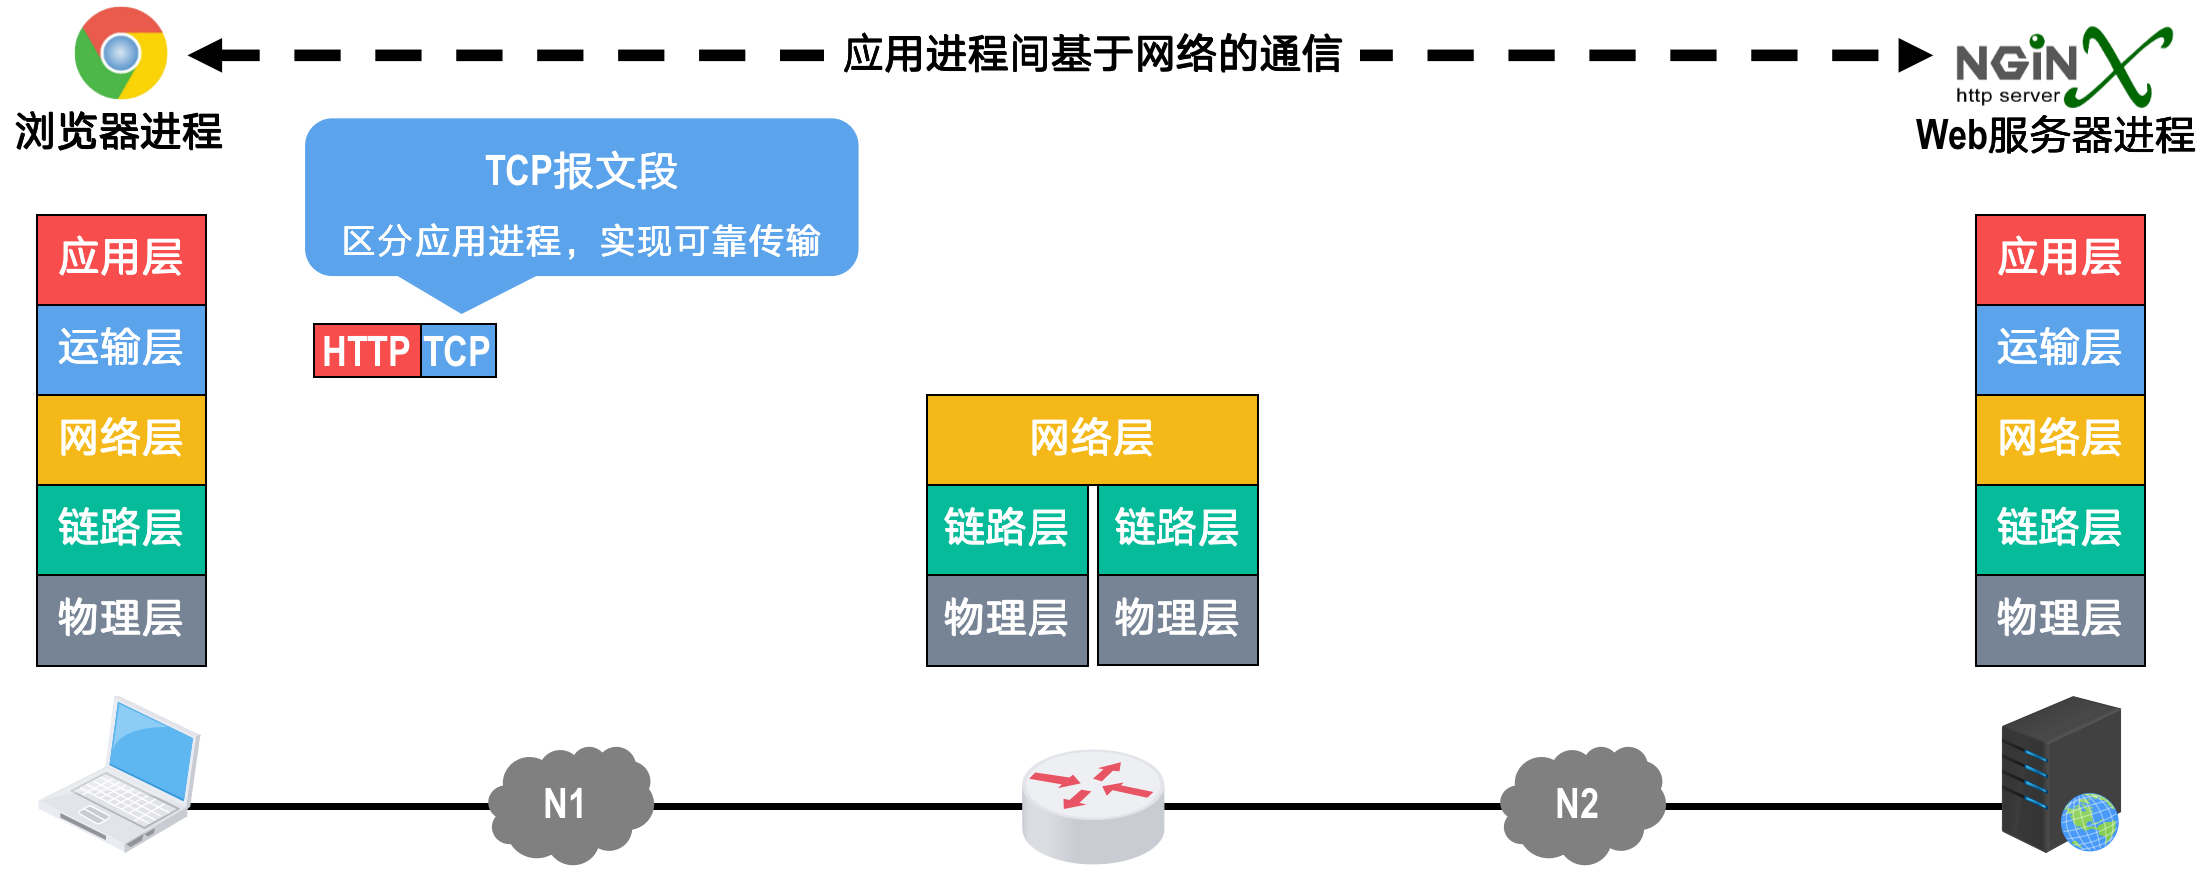 应用进程间基于网络的通信
NGiNX
http server
浏览器进程
Web服务器进程
TCP报文段
区分应用进程，实现可靠传输
应用层
运输层
网络层
链路层
物理层
HTTP TCP
网络层
链路层 链路层
物理层 物理层
应用层
运输层
网络层
链路层
物理层
N1
N2